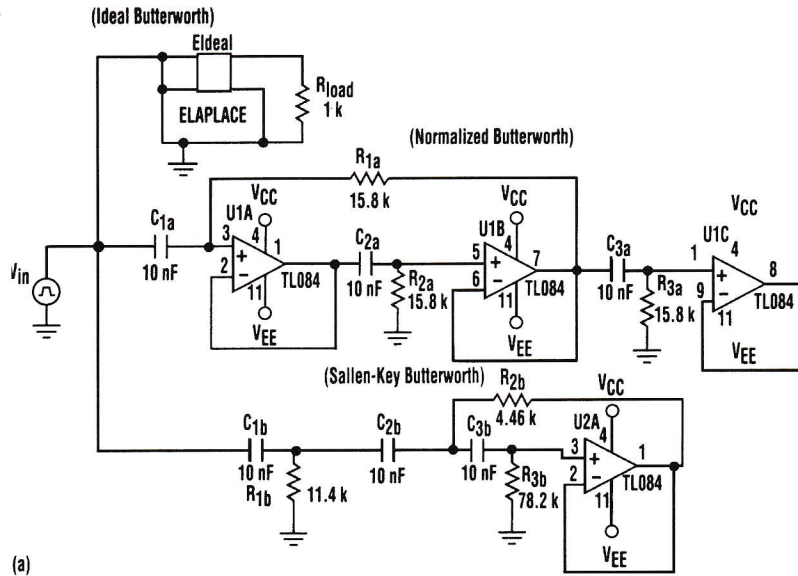 (Ideal Butterworth)
EIdeal
ELAPLACE
Rload
1 k
(Normalized Butterworth)
R1a
15.8 k
VCC
VCC
VCC
C1a
10 nF
U1A
3
4
1
2
11
+
−
TL084
VEE
C2a
10 nF
R2a
15.8 k
U1B
5
4
7
6
11
+
−
TL084
VEE
C3a
10 nF
R3a
15.8 k
U1C
1
4
8
9
11
+
−
TL084
VEE
Vin
(Sallen-Key Butterworth)
R2b
4.46 k
VCC
C1b
10 nF
R1b
11.4 k
C2b
10 nF
C3b
10 nF
R3b
78.2 k
U2A
3
4
1
2
11
+
−
TL084
VEE
(a)